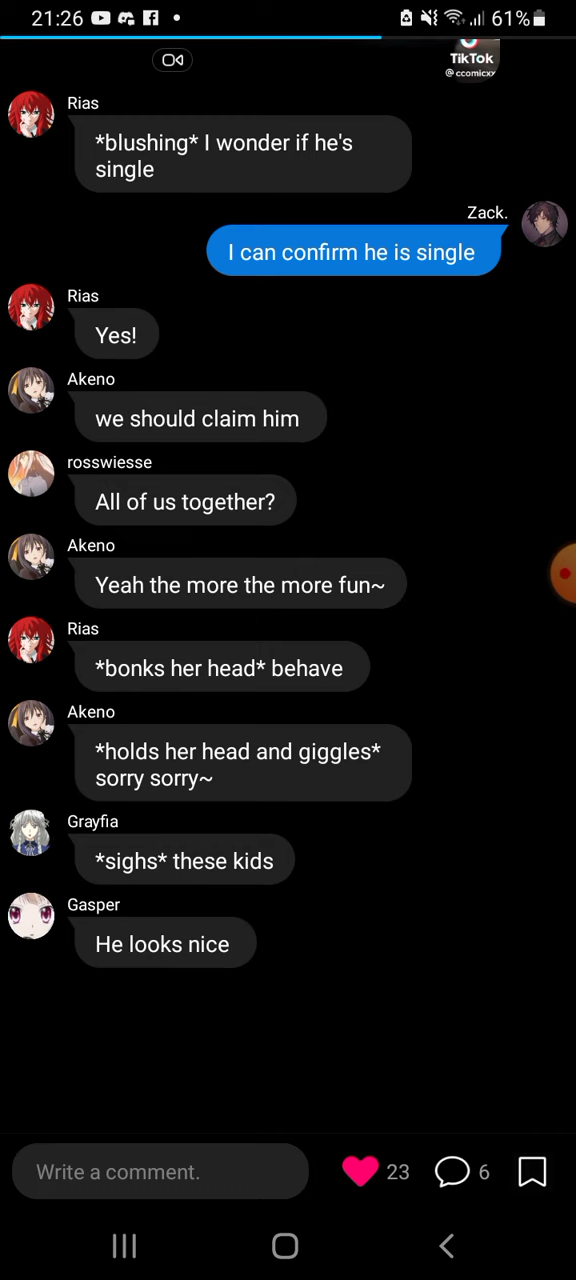 21:26 61%
TikTok
@ccomicxx
Rias
*blushing* I wonder if he's
single
Zack.
I can confirm he is single
Rias
Yes!
Akeno
we should claim him
rosswiesse
All of us together?
Akeno
Yeah the more the more fun~
Rias
*bonks her head* behave
Akeno
*holds her head and giggles*
sorry sorry~
Grayfia
*sighs* these kids
Gasper
He looks nice
Write a comment. 23 6